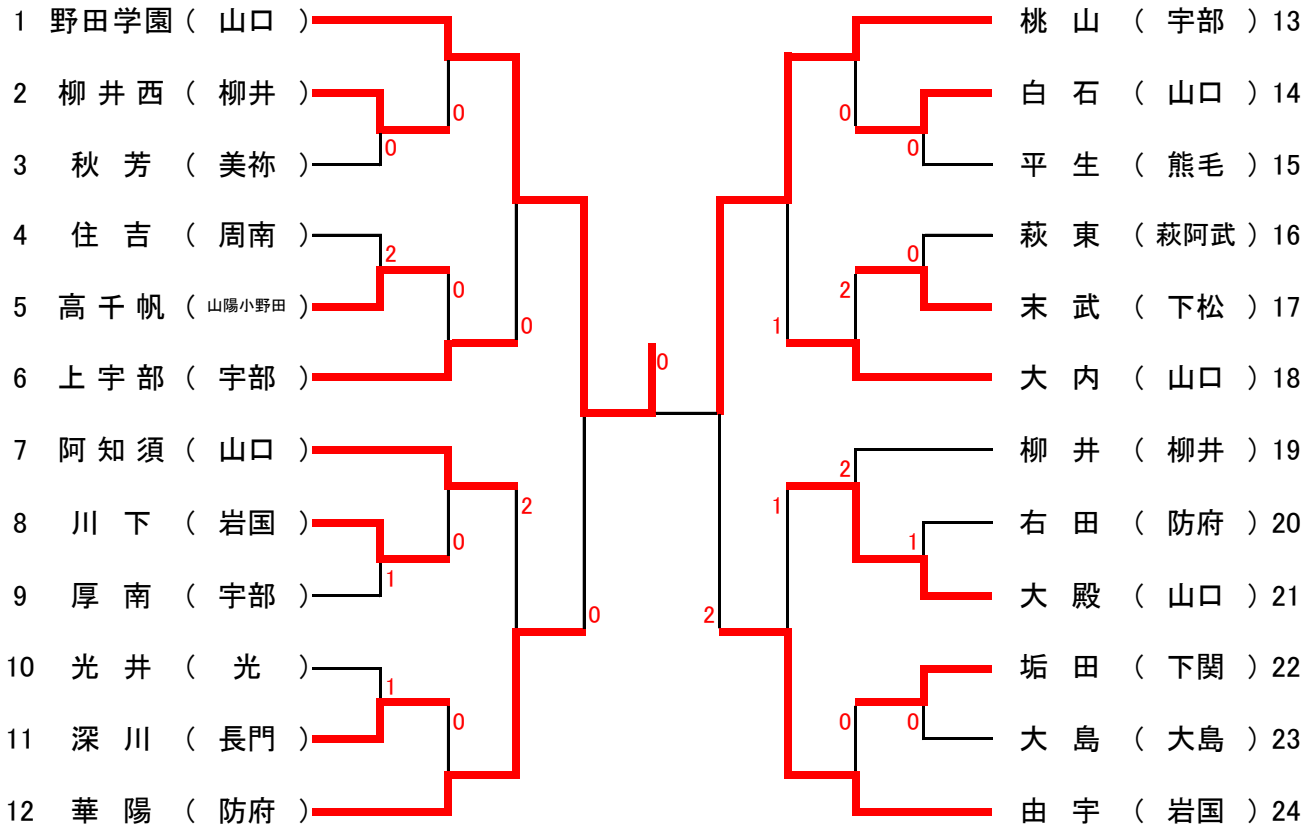 1 野田学園 ( 山口 )
2 柳井西 ( 柳井 )
0
0
3 秋芳 ( 美祢 )
4 住吉 ( 周南 )
2
0
5 高千帆 ( 山陽小野田 )
0
6 上宇部 ( 宇部 )
7 阿知須 ( 山口 )
2
8 川下 ( 岩国 )
0
1
9 厚南 ( 宇部 )
0
10 光井 ( 光 )
1
0
11 深川 ( 長門 )
12 華陽 ( 防府 )
0
桃山 ( 宇部 ) 13
白石 ( 山口 ) 14
0
0
平生 ( 熊毛 ) 15
萩東 ( 萩阿武 ) 16
0
2
末武 ( 下松 ) 17
1
大内 ( 山口 ) 18
柳井 ( 柳井 ) 19
2
1
右田 ( 防府 ) 20
1
大殿 ( 山口 ) 21
2
垢田 ( 下関 ) 22
0
0
大島 ( 大島 ) 23
由宇 ( 岩国 ) 24